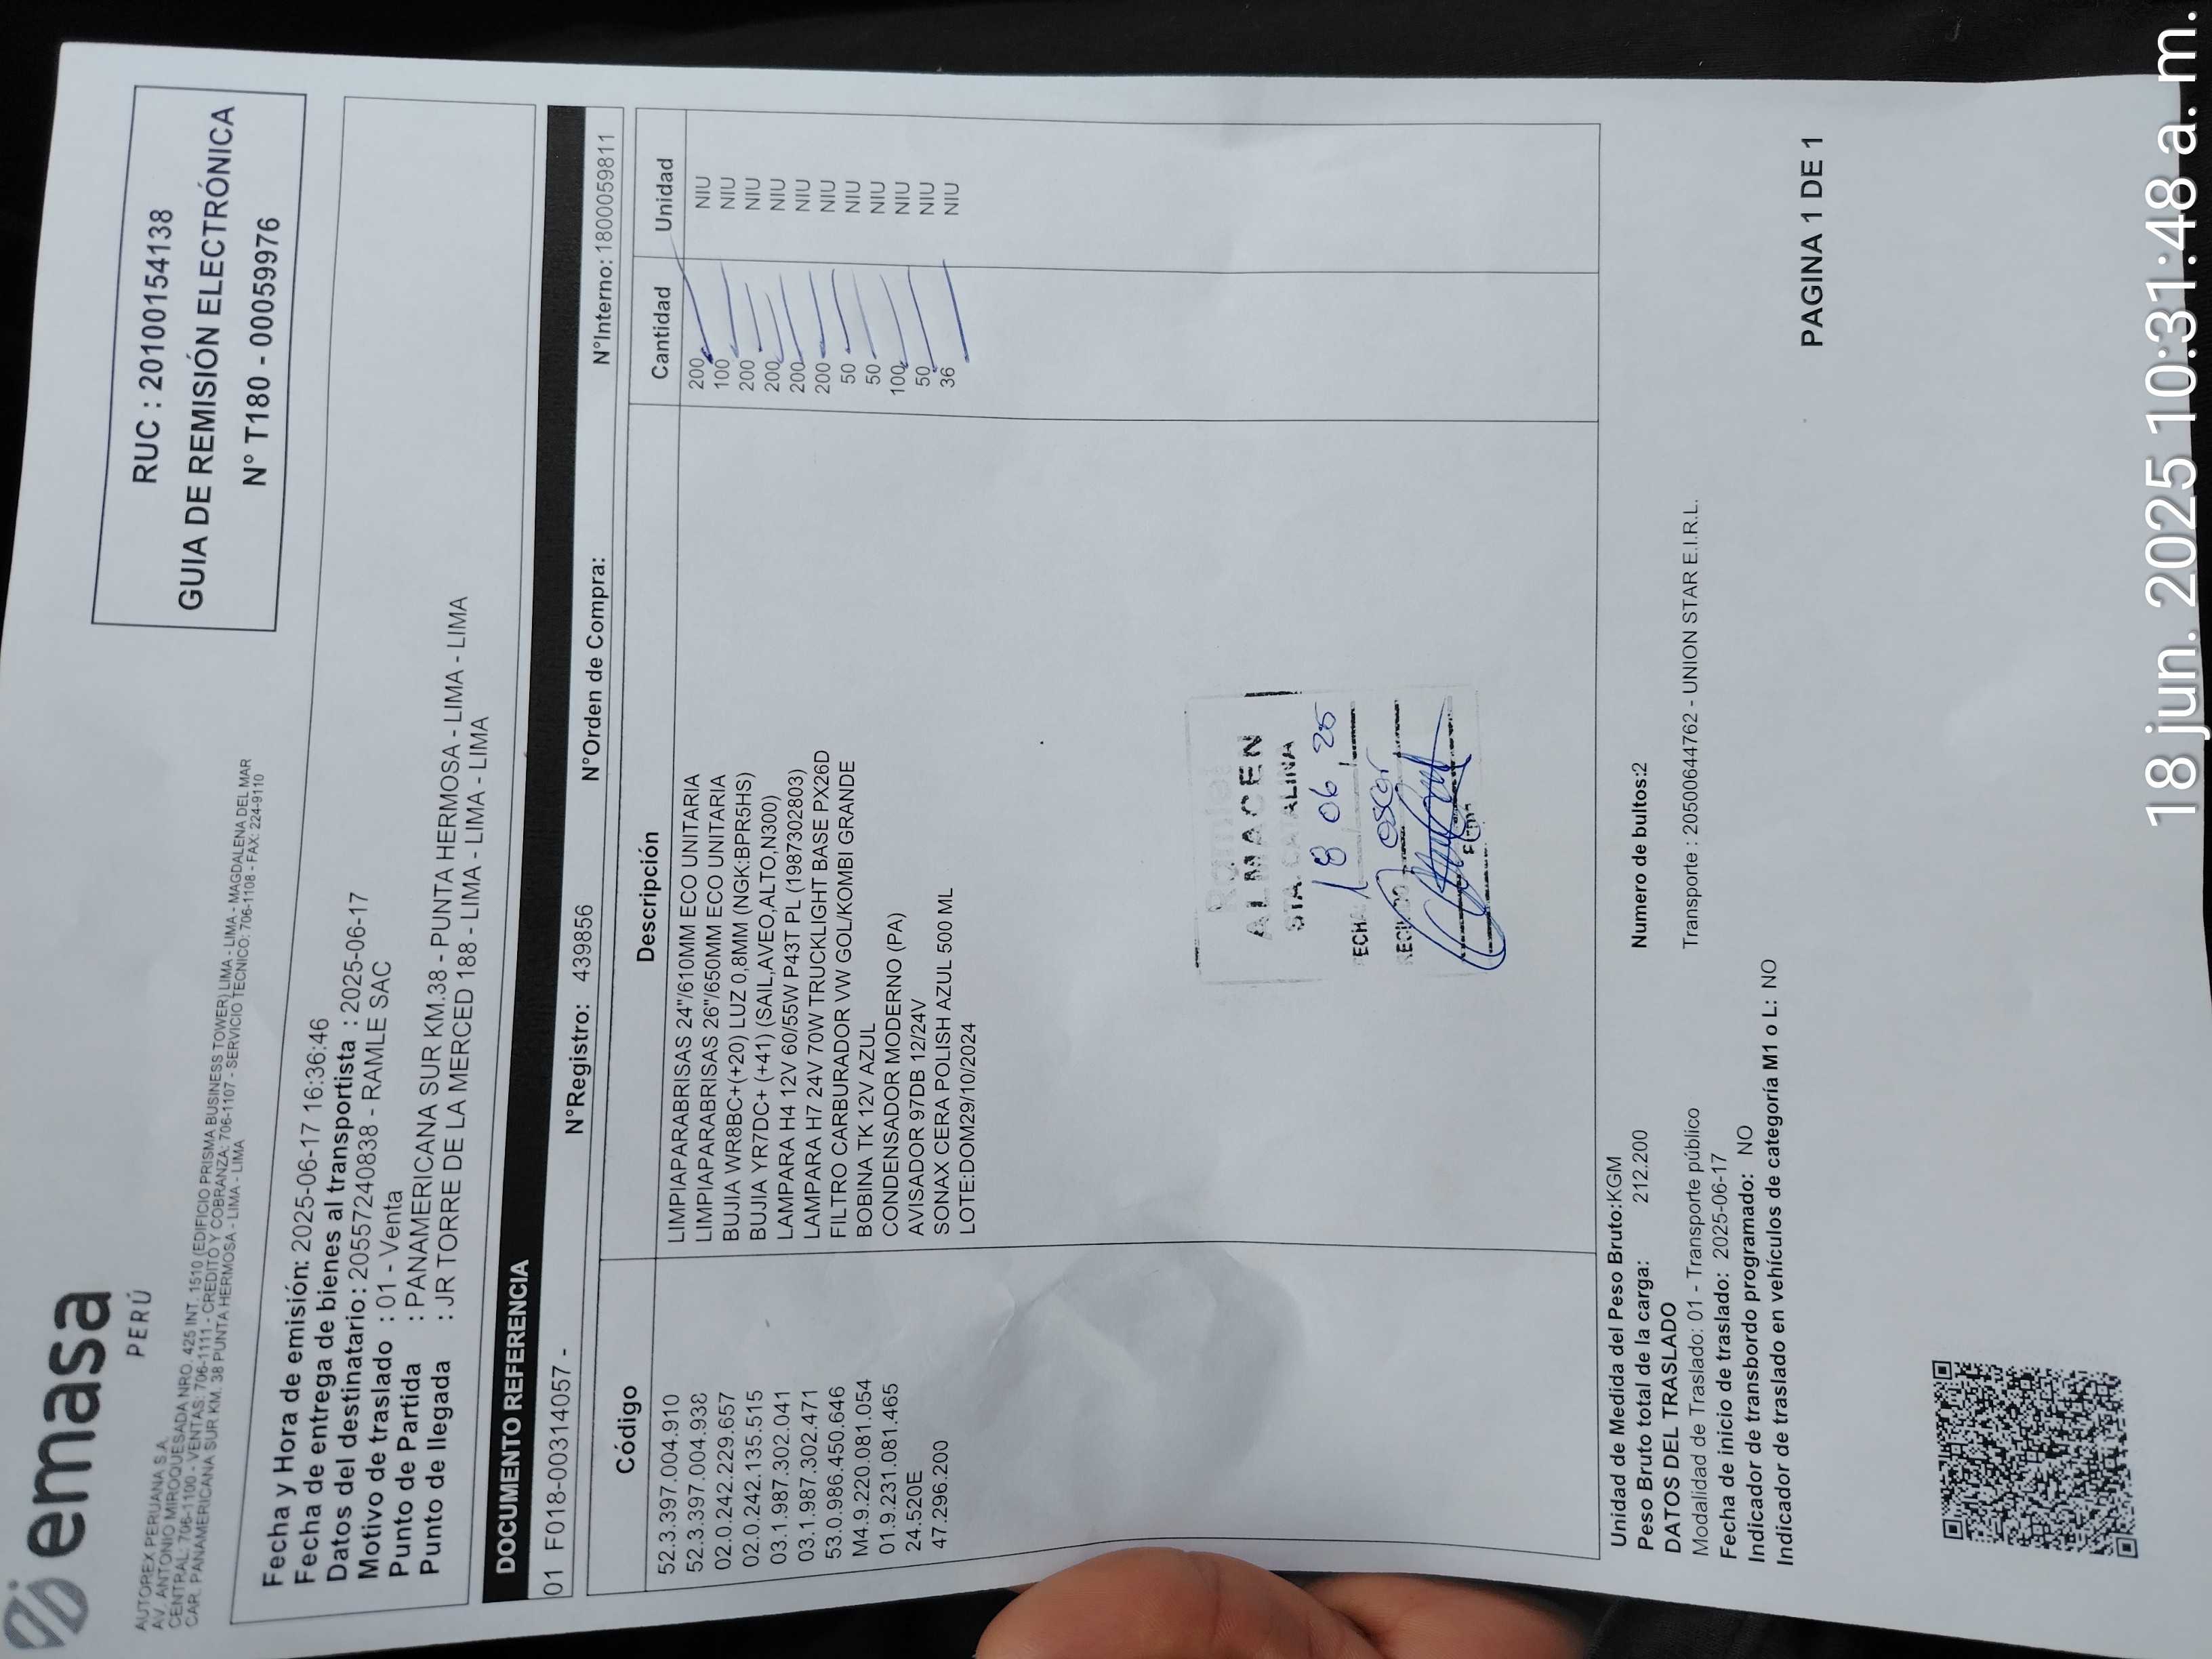 emasa
PERÚ
AUTOREX PERUANA S.A.
AV. ANTONIO MIROQUESADA NRO. 425 INT. 1510 (EDIFICIO PRISMA BUSINESS TOWER) LIMA - LIMA - MAGDALENA DEL MAR
CENTRAL: 706-1100 - VENTAS: 706-1111 - CREDITO Y COBRANZA: 706-1107 - SERVICIO TECNICO: 706-1108 - FAX: 224-9110
CAR. PANAMERICANA SUR KM. 38 PUNTA HERMOSA - LIMA - LIMA
RUC : 20100154138
GUIA DE REMISIÓN ELECTRÓNICA
N° T180 - 00059976
Fecha y Hora de emisión: 2025-06-17 16:36:46
Fecha de entrega de bienes al transportista : 2025-06-17
Datos del destinatario: 20557240838 - RAMLE SAC
Motivo de traslado : 01 - Venta
Punto de Partida : PANAMERICANA SUR KM.38 - PUNTA HERMOSA - LIMA - LIMA
Punto de llegada : JR TORRE DE LA MERCED 188 - LIMA - LIMA - LIMA
DOCUMENTO REFERENCIA
01 F018-00314057 - N°Registro: 439856 N°Orden de Compra: N°Interno: 1800059811
Código Descripción Cantidad Unidad
52.3.397.004.910 LIMPIAPARABRISAS 24"/610MM ECO UNITARIA 200 NIU
52.3.397.004.938 LIMPIAPARABRISAS 26"/650MM ECO UNITARIA 100 NIU
02.0.242.229.657 BUJIA WR8BC+(+20) LUZ 0,8MM (NGK:BPR5HS) 200 NIU
02.0.242.135.515 BUJIA YR7DC+ (+41) (SAIL,AVEO,ALTO,N300) 200 NIU
03.1.987.302.041 LAMPARA H4 12V 60/55W P43T PL (1987302803) 200 NIU
03.1.987.302.471 LAMPARA H7 24V 70W TRUCKLIGHT BASE PX26D 200 NIU
53.0.986.450.646 FILTRO CARBURADOR VW GOL/KOMBI GRANDE 50 NIU
M4.9.220.081.054 BOBINA TK 12V AZUL 50 NIU
01.9.231.081.465 CONDENSADOR MODERNO (PA) 100 NIU
24.520E AVISADOR 97DB 12/24V 50 NIU
47.296.200 SONAX CERA POLISH AZUL 500 ML 36 NIU
LOTE:DOM29/10/2024
ALMACEN
STA. CATALINA
FECHA: 18 06 25
RECIBIDO oscar
Unidad de Medida del Peso Bruto:KGM
Peso Bruto total de la carga: 212.200 Numero de bultos:2
DATOS DEL TRASLADO
Modalidad de Traslado: 01 - Transporte público Transporte : 20500644762 - UNION STAR E.I.R.L.
Fecha de inicio de traslado: 2025-06-17
Indicador de transbordo programado: NO
Indicador de traslado en vehículos de categoría M1 o L: NO
PAGINA 1 DE 1
18 jun. 2025 10:31:48 a. m.